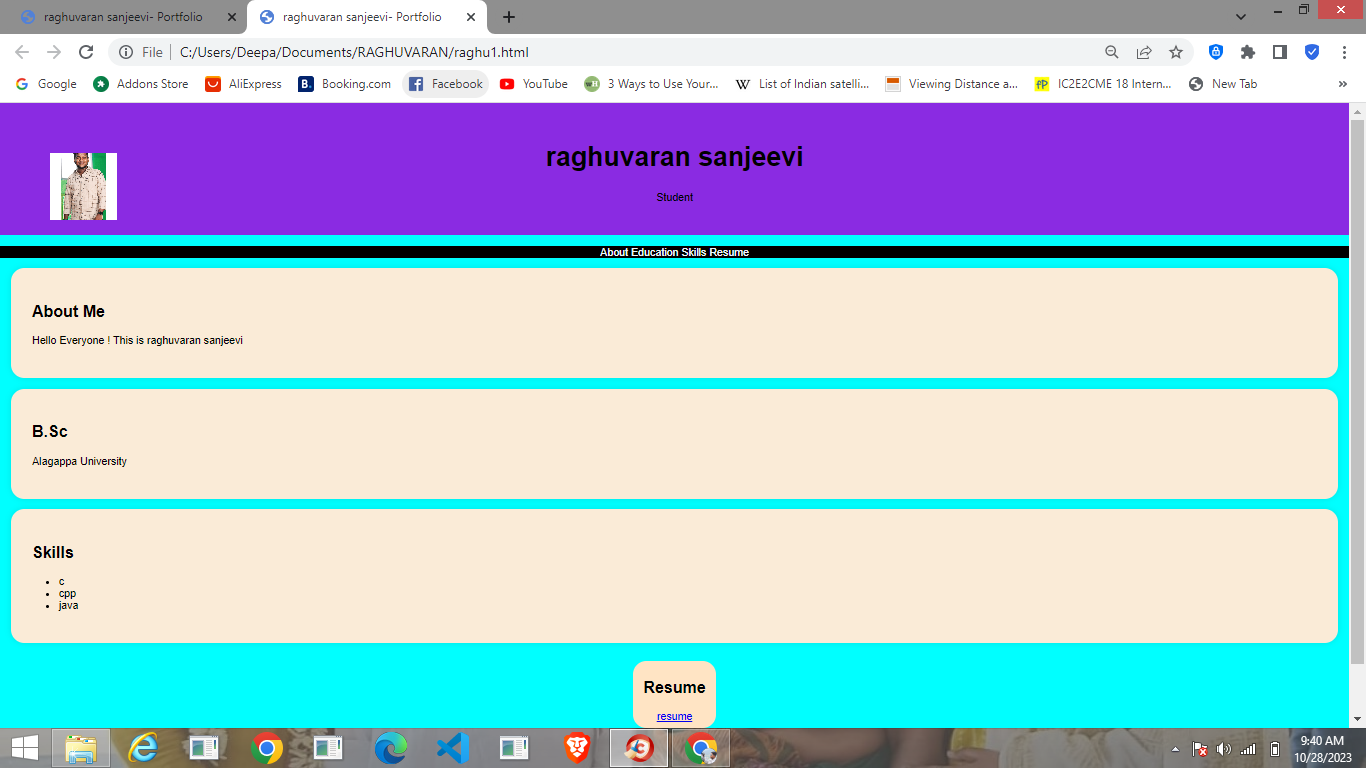 raghuvaran sanjeevi- Portfolio
raghuvaran sanjeevi- Portfolio
File
C:/Users/Deepa/Documents/RAGHUVARAN/raghu1.html
Google
Addons Store
AliExpress
B.
Booking.com
Facebook
YouTube
3 Ways to Use Your...
W
List of Indian satelli...
Viewing Distance a...
fP
IC2E2CME 18 Intern...
New Tab
»
raghuvaran sanjeevi
Student
About Education Skills Resume
About Me
Hello Everyone ! This is raghuvaran sanjeevi
B.Sc
Alagappa University
Skills
c
cpp
java
Resume
resume
9:40 AM
10/28/2023